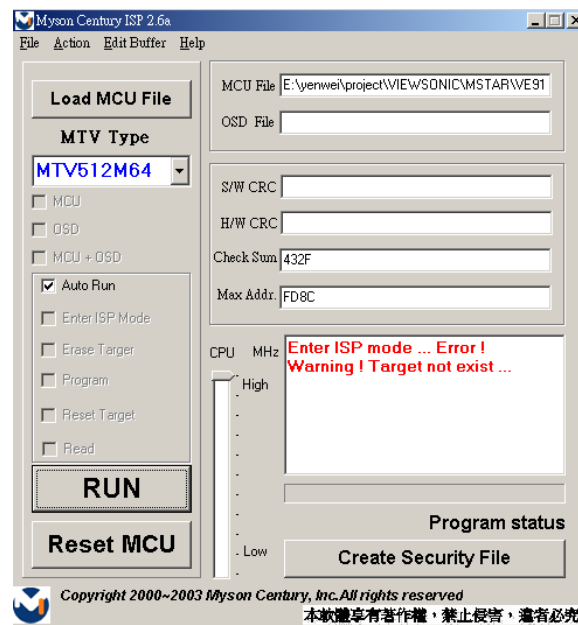 Myson Century ISP 2.6a
File Action Edit Buffer Help
Load MCU File
MTV Type
MTV512M64
MCU
OSD
MCU + OSD
Auto Run
Enter ISP Mode
Erase Targer
Program
Reset Target
Read
RUN
Reset MCU
MCU File E:\yenwei\project\VIEWSONIC\MSTAR\VE91
OSD File
S/W CRC
H/W CRC
Check Sum 432F
Max Addr. FD8C
CPU MHz
High
Low
Enter ISP mode ... Error !
Warning ! Target not exist ...
Program status
Create Security File
Copyright 2000~2003 Myson Century, Inc.All rights reserved
本軟體享有著作權，禁止侵害，違者必究